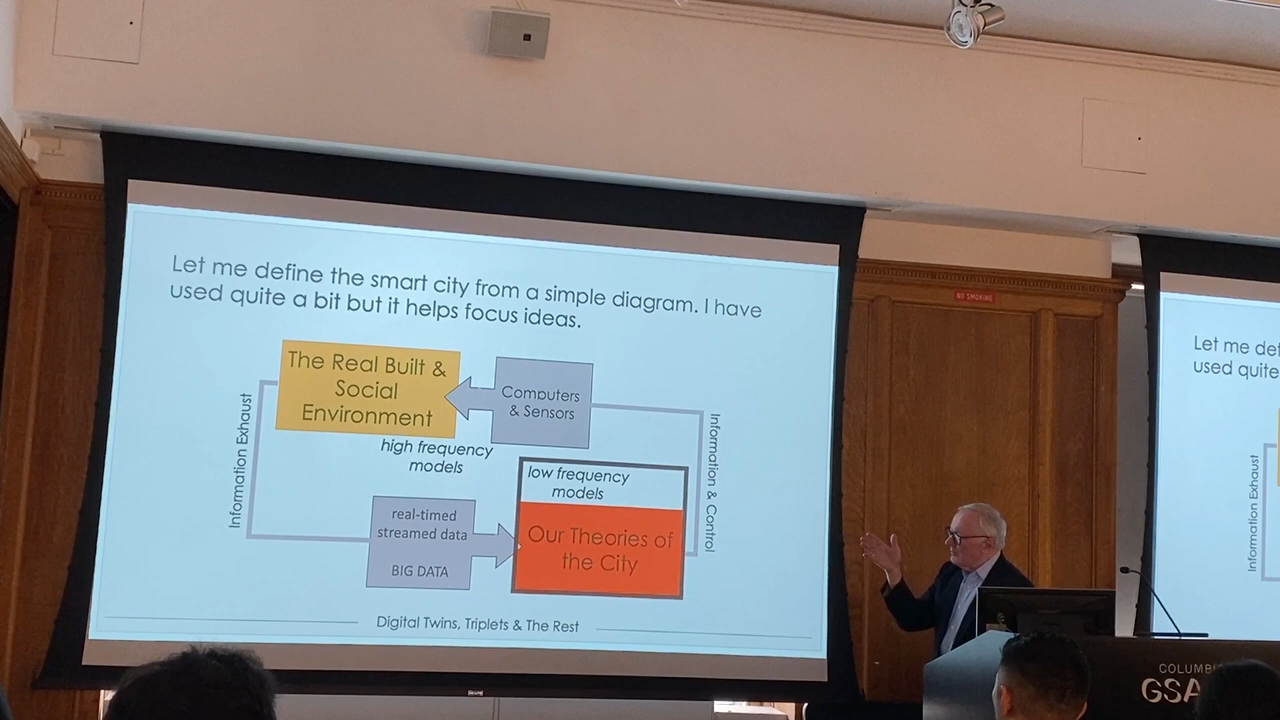 Let me define the smart city from a simple diagram. I have
used quite a bit but it helps focus ideas.
The Real Built &
Social
Environment
Computers
& Sensors
Information Exhaust
high frequency
models
low frequency
models
Information & Control
real-timed
streamed data
BIG DATA
Our Theories of
the City
Digital Twins, Triplets & The Rest
NO SMOKING
Let me def
used quite
Information Exhaust
COLUMBI
GSA